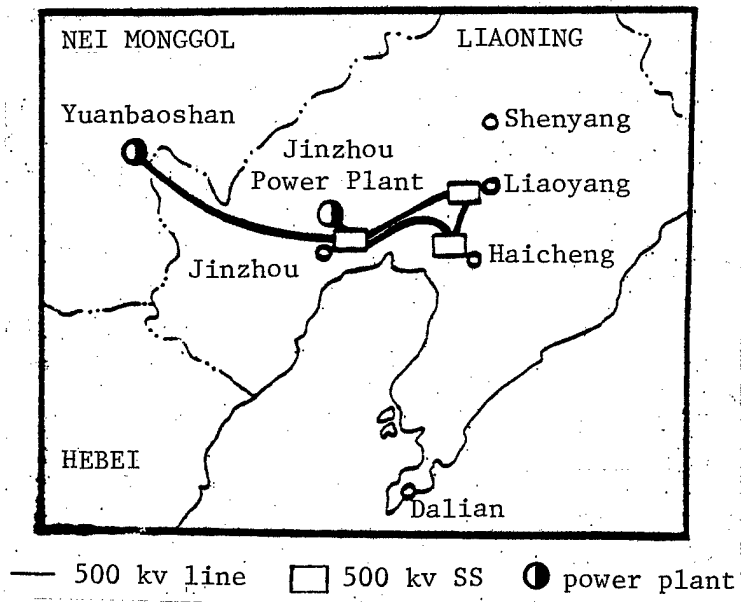 NEI MONGGOL
LIAONING
Yuanbaoshan
Shenyang
Jinzhou
Power Plant
Liaoyang
Jinzhou
Haicheng
HEBEI
Dalian
500 kv line
500 kv SS
power plant